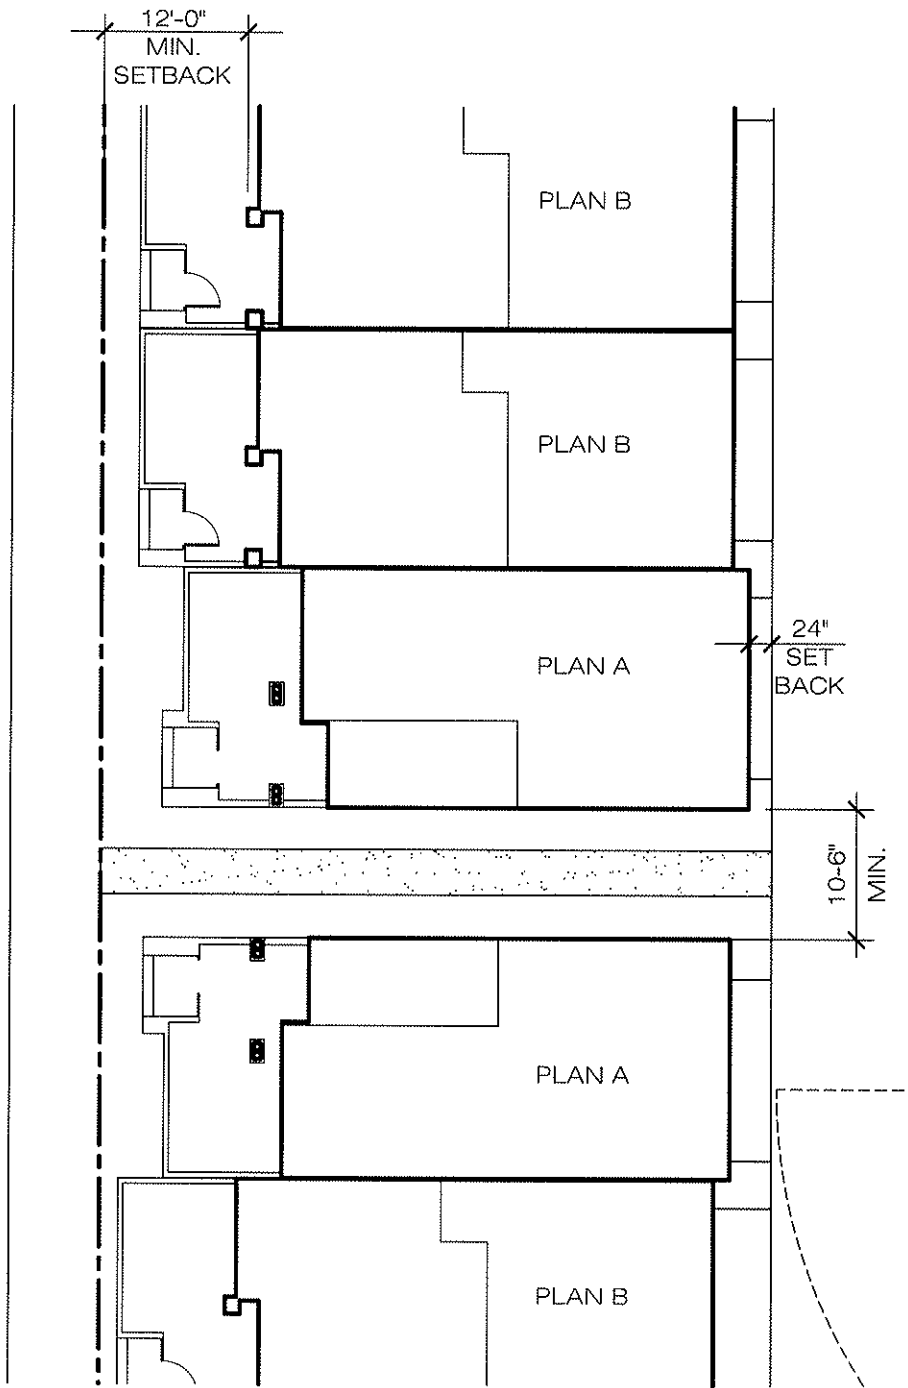 12'-0"
MIN.
SETBACK
PLAN B
PLAN B
24"
SET
BACK
PLAN A
10-6"
MIN.
PLAN A
PLAN B